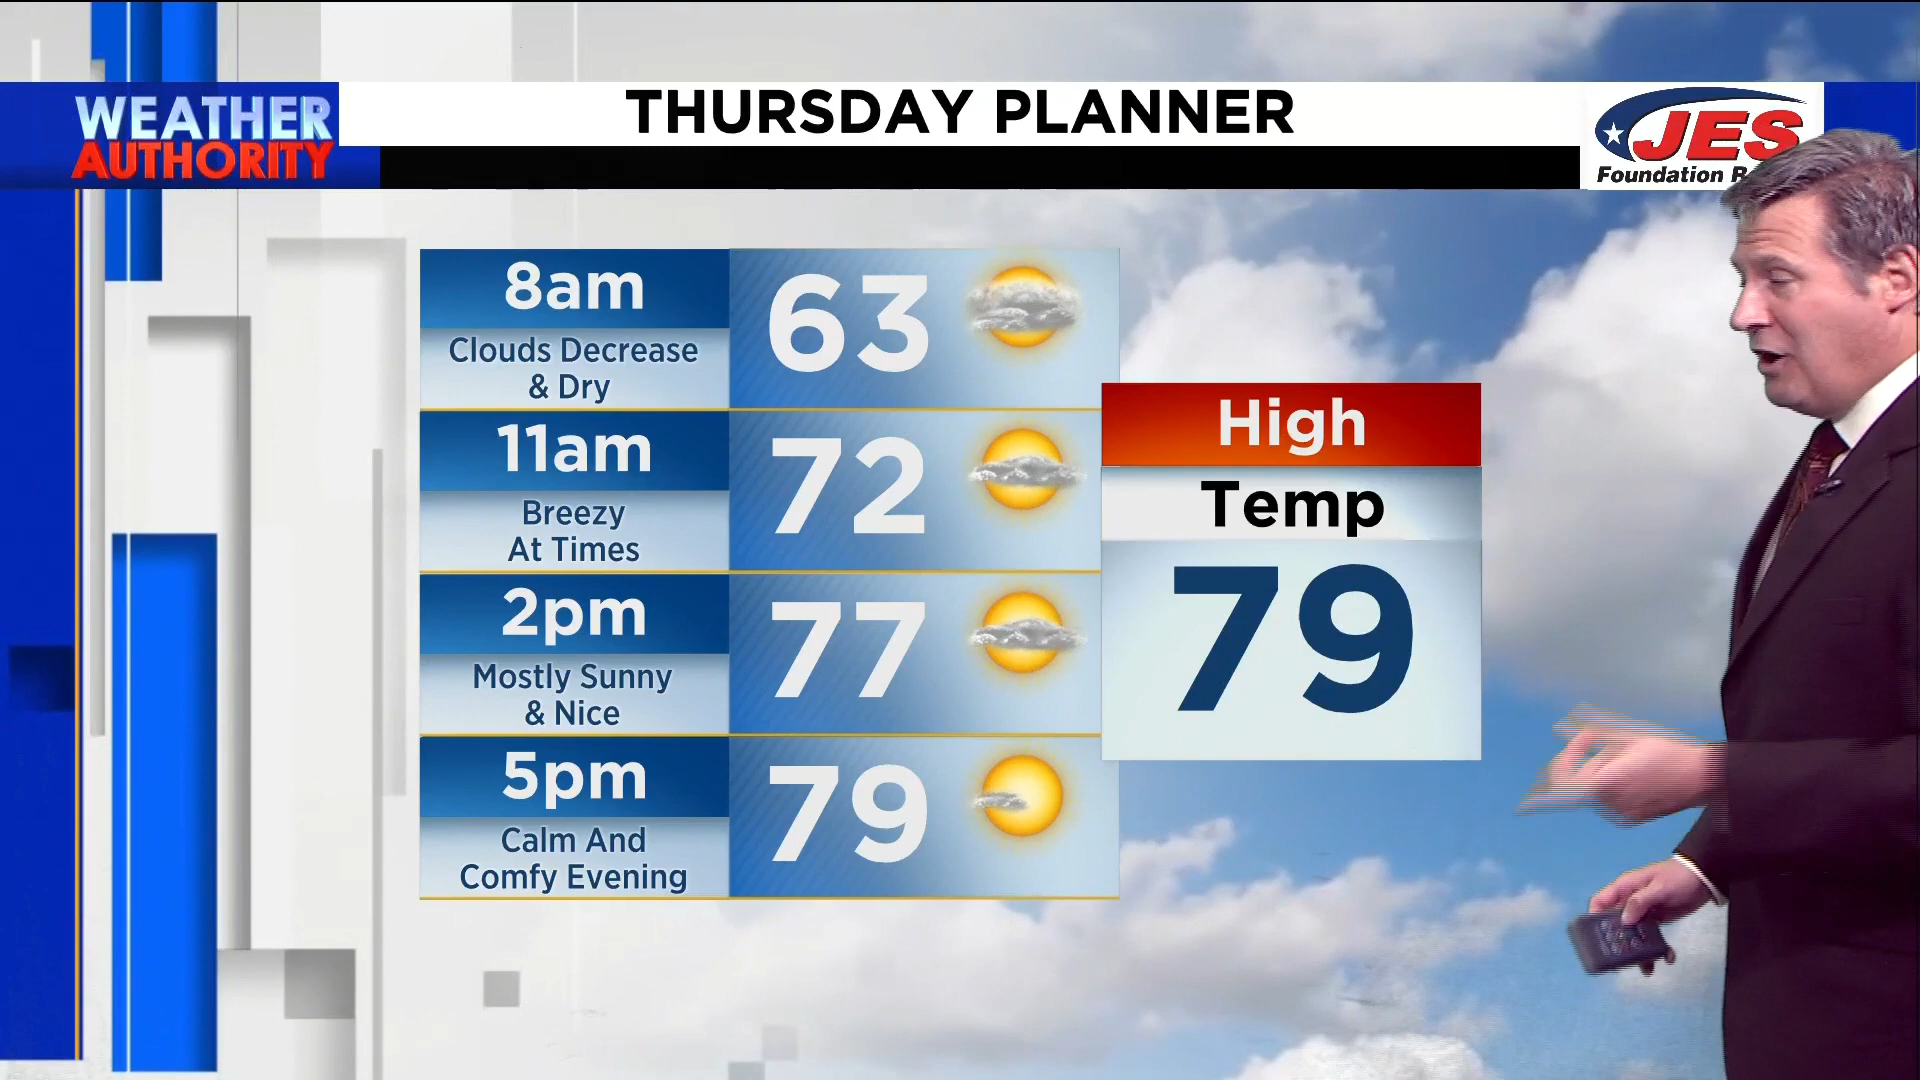 THURSDAY PLANNER
WEATHER
AUTHORITY
JES
Foundation
8am
63
Clouds Decrease
& Dry
11am
72
Breezy
At Times
2pm
77
Mostly Sunny
& Nice
5pm
79
Calm And
Comfy Evening
High
Temp
79